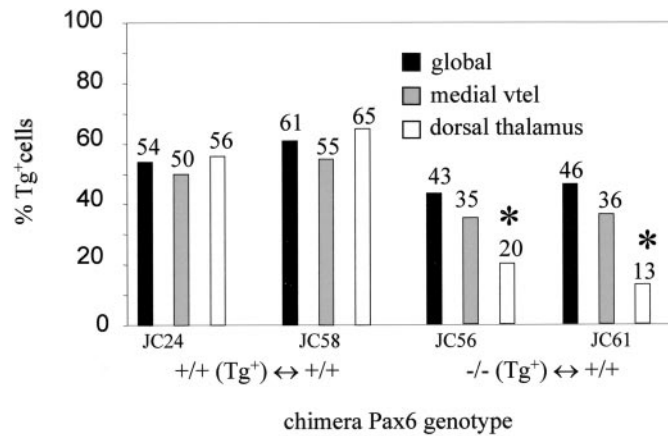 100
80
60
40
20
0
% Tg⁺cells
global
medial vtel
dorsal thalamus
54 50 56 61 55 65 43 35 * 20 46 36 * 13
JC24 JC58 JC56 JC61
+/+ (Tg⁺) ↔ +/+ -/- (Tg⁺) ↔ +/+
chimera Pax6 genotype